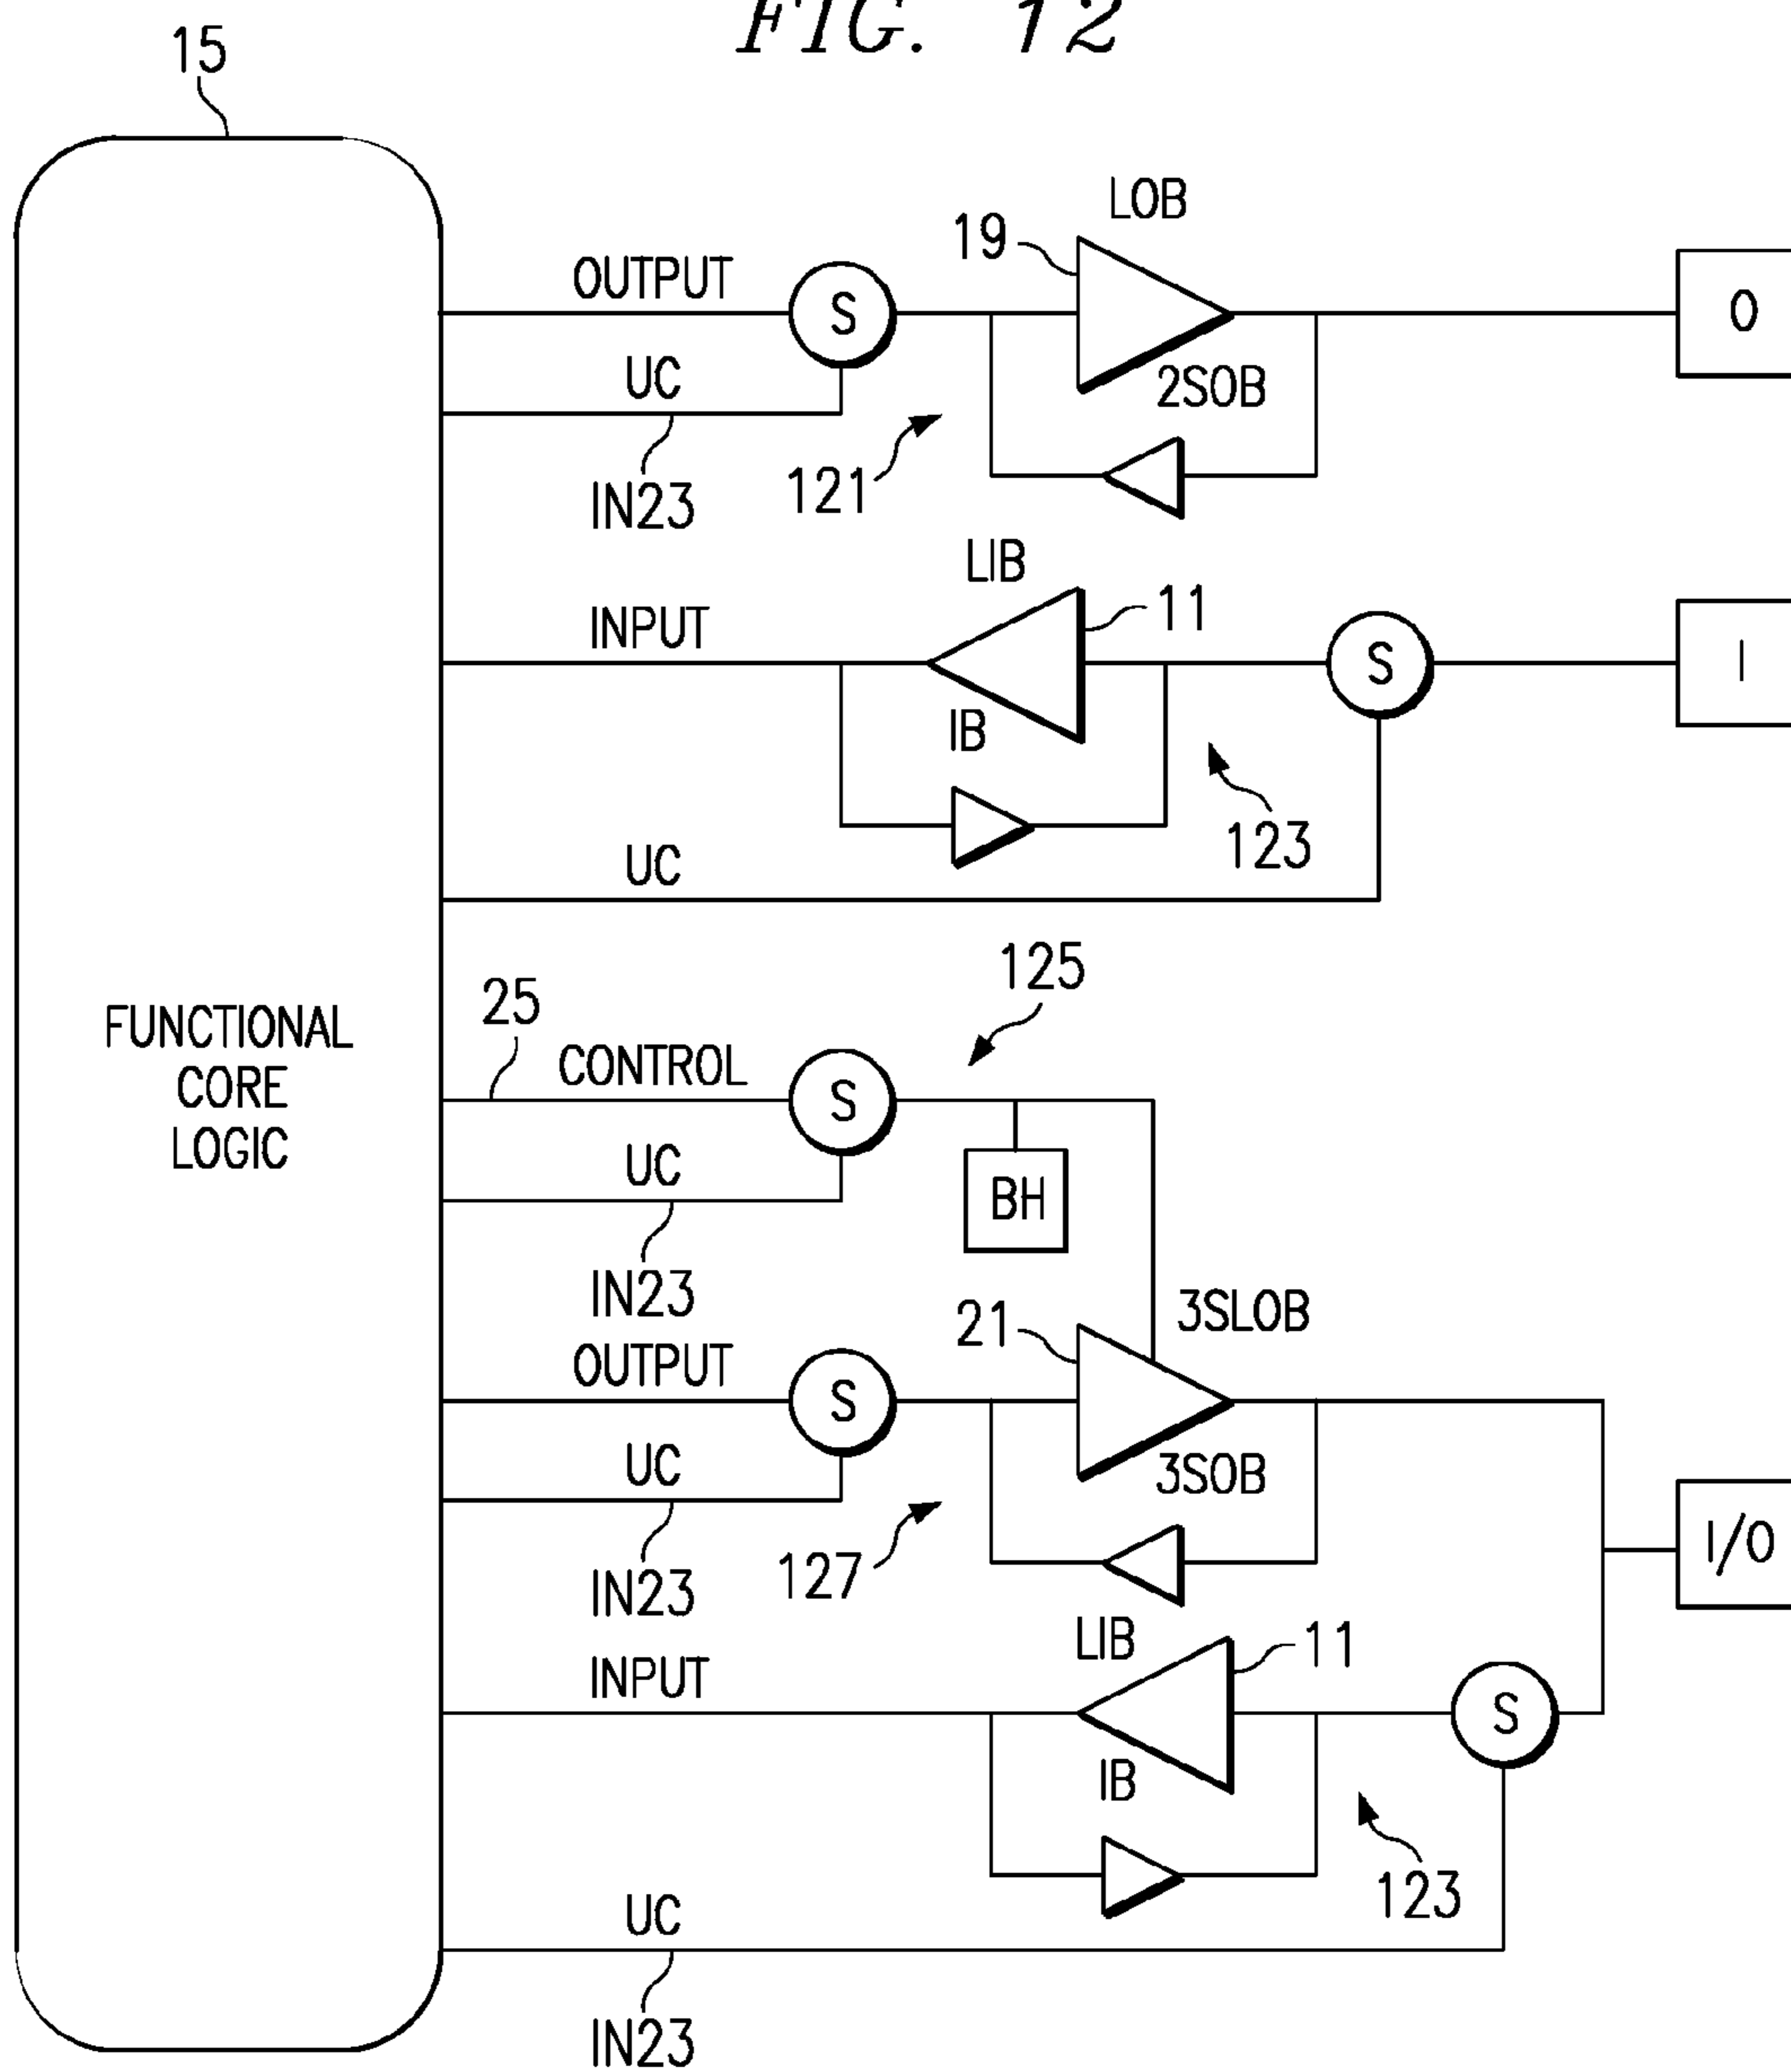 FIG. 12
15
LOB
19
OUTPUT
S
O
UC
2SOB
121
IN23
LIB
INPUT
11
S
I
IB
123
UC
125
25
CONTROL
S
FUNCTIONAL
CORE
LOGIC
UC
BH
IN23
21
3SLOB
OUTPUT
S
UC
3SOB
I/O
127
IN23
LIB
11
INPUT
S
IB
123
UC
IN23